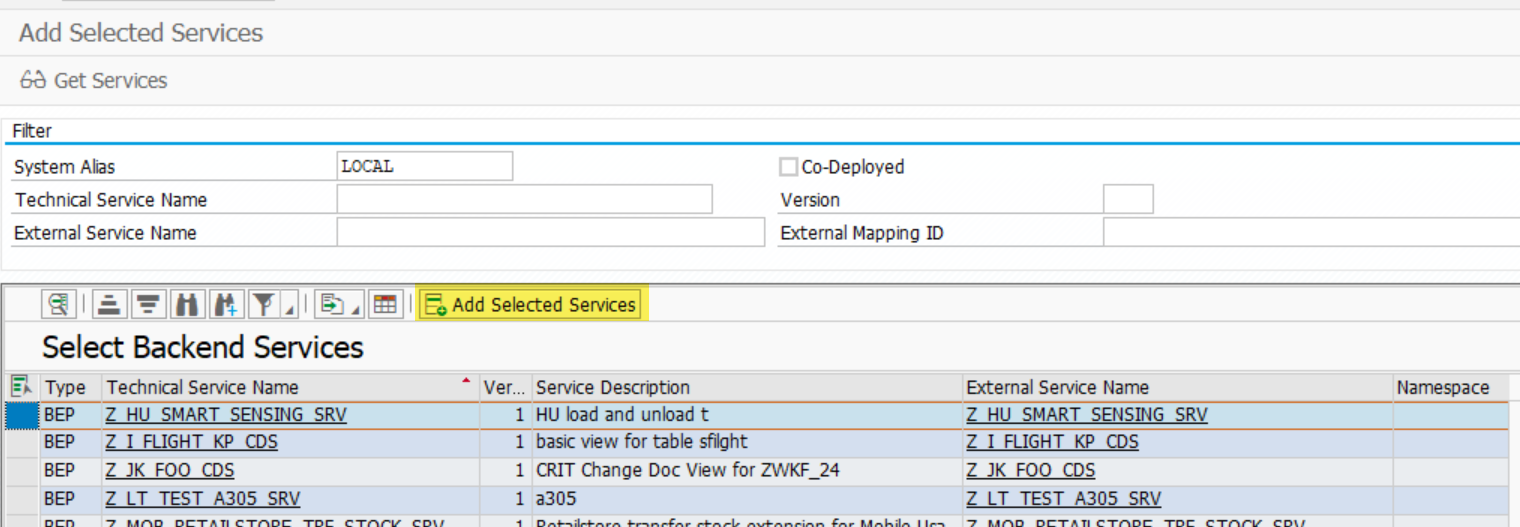 Add Selected Services
Get Services
Filter
System Alias LOCAL Co-Deployed
Technical Service Name Version
External Service Name External Mapping ID
Add Selected Services
Select Backend Services
Type Technical Service Name Ver... Service Description External Service Name Namespace
BEP Z_HU_SMART_SENSING_SRV 1 HU load and unload t Z_HU_SMART_SENSING_SRV
BEP Z_I_FLIGHT_KP_CDS 1 basic view for table sfilght Z_I_FLIGHT_KP_CDS
BEP Z_JK_FOO_CDS 1 CRIT Change Doc View for ZWKF_24 Z_JK_FOO_CDS
BEP Z_LT_TEST_A305_SRV 1 a305 Z_LT_TEST_A305_SRV
BEP Z_MOB_RETAILSTORE_TRF_STOCK_SRV 1 Retailstore transfer stock extension for Mobile Usa Z_MOB_RETAILSTORE_TRF_STOCK_SRV